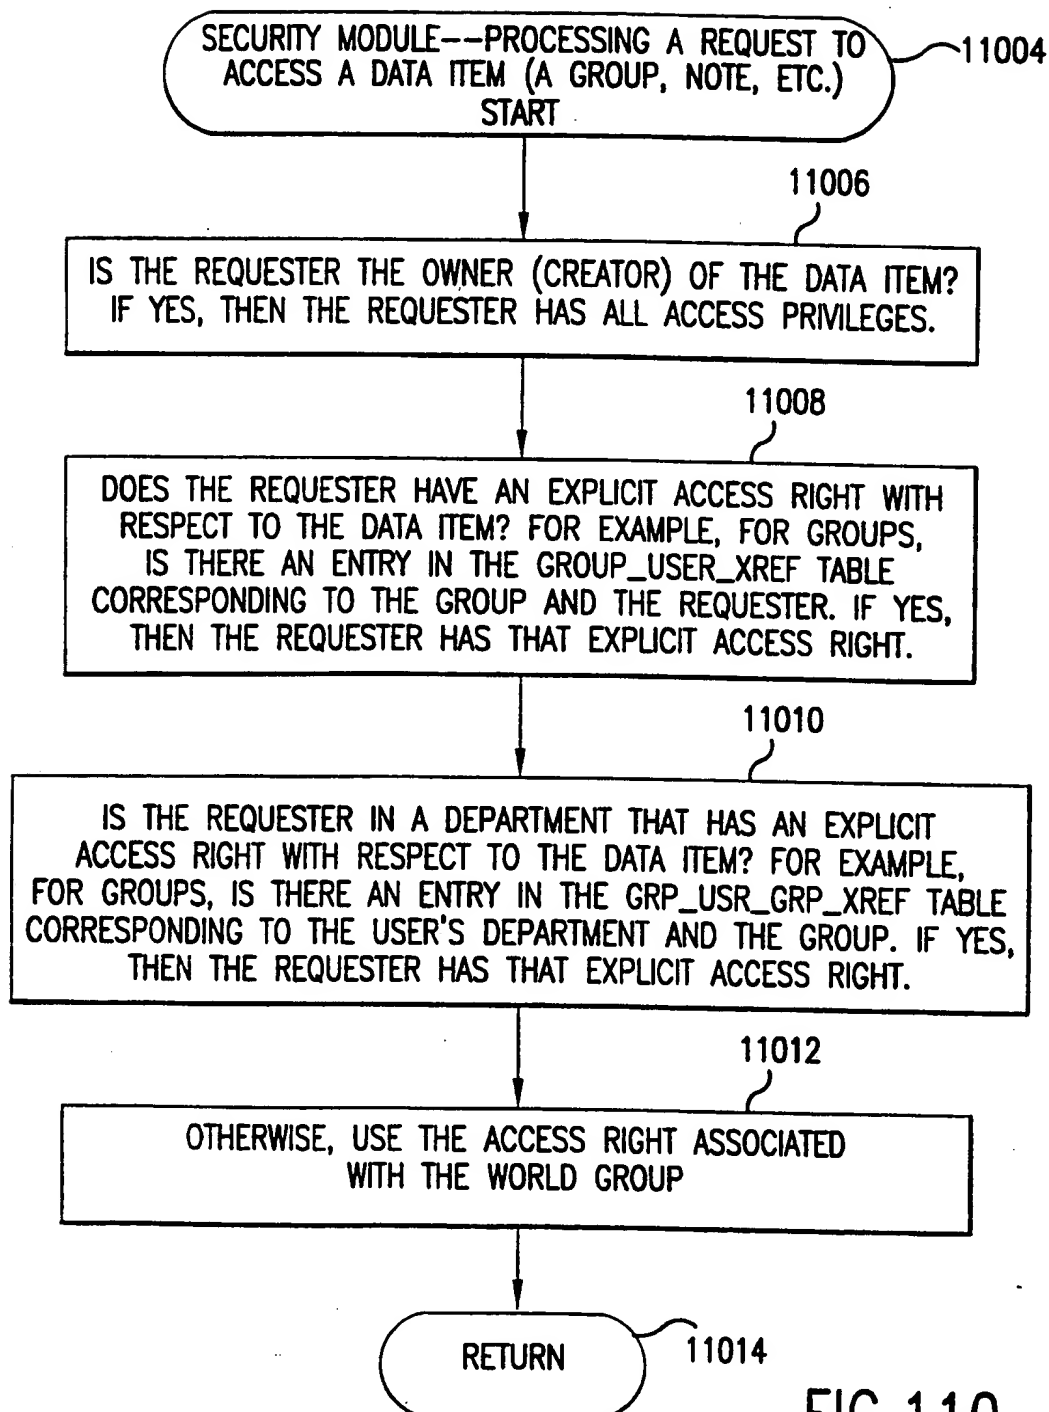 SECURITY MODULE--PROCESSING A REQUEST TO
ACCESS A DATA ITEM (A GROUP, NOTE, ETC.)
START
11004
11006
IS THE REQUESTER THE OWNER (CREATOR) OF THE DATA ITEM?
IF YES, THEN THE REQUESTER HAS ALL ACCESS PRIVILEGES.
11008
DOES THE REQUESTER HAVE AN EXPLICIT ACCESS RIGHT WITH
RESPECT TO THE DATA ITEM? FOR EXAMPLE, FOR GROUPS,
IS THERE AN ENTRY IN THE GROUP_USER_XREF TABLE
CORRESPONDING TO THE GROUP AND THE REQUESTER. IF YES,
THEN THE REQUESTER HAS THAT EXPLICIT ACCESS RIGHT.
11010
IS THE REQUESTER IN A DEPARTMENT THAT HAS AN EXPLICIT
ACCESS RIGHT WITH RESPECT TO THE DATA ITEM? FOR EXAMPLE,
FOR GROUPS, IS THERE AN ENTRY IN THE GRP_USR_GRP_XREF TABLE
CORRESPONDING TO THE USER'S DEPARTMENT AND THE GROUP. IF YES,
THEN THE REQUESTER HAS THAT EXPLICIT ACCESS RIGHT.
11012
OTHERWISE, USE THE ACCESS RIGHT ASSOCIATED
WITH THE WORLD GROUP
RETURN
11014
FIG. 110